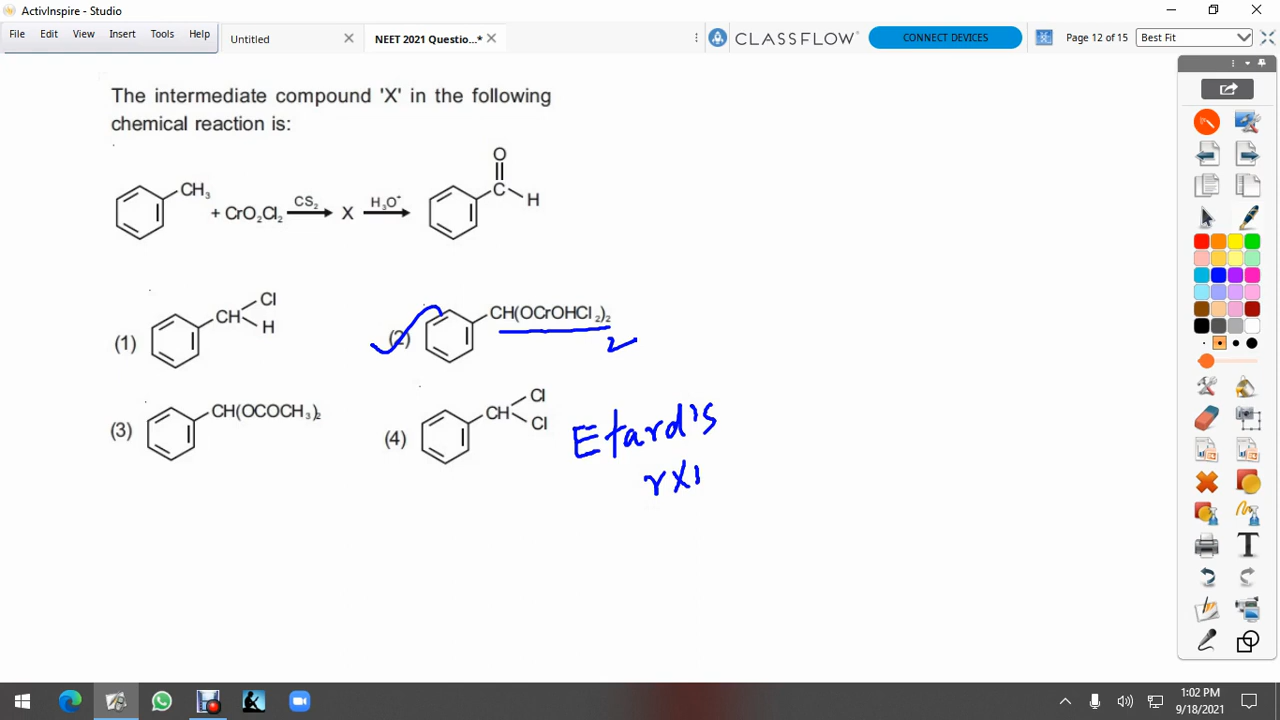 ActivInspire - Studio
File Edit View Insert Tools Help
Untitled
NEET 2021 Questio...*
CLASSFLOW
CONNECT DEVICES
Page 12 of 15
Best Fit
The intermediate compound 'X' in the following
chemical reaction is:
CH₃ + CrO₂Cl₂ CS₂ X H₃O⁺ O C H
(1) CH Cl H
(2) CH(OCrOHCl₂)₂
2
(3) CH(OCOCH₃)₂
(4) CH Cl Cl
Etard's
rx
T
1:02 PM
9/18/2021